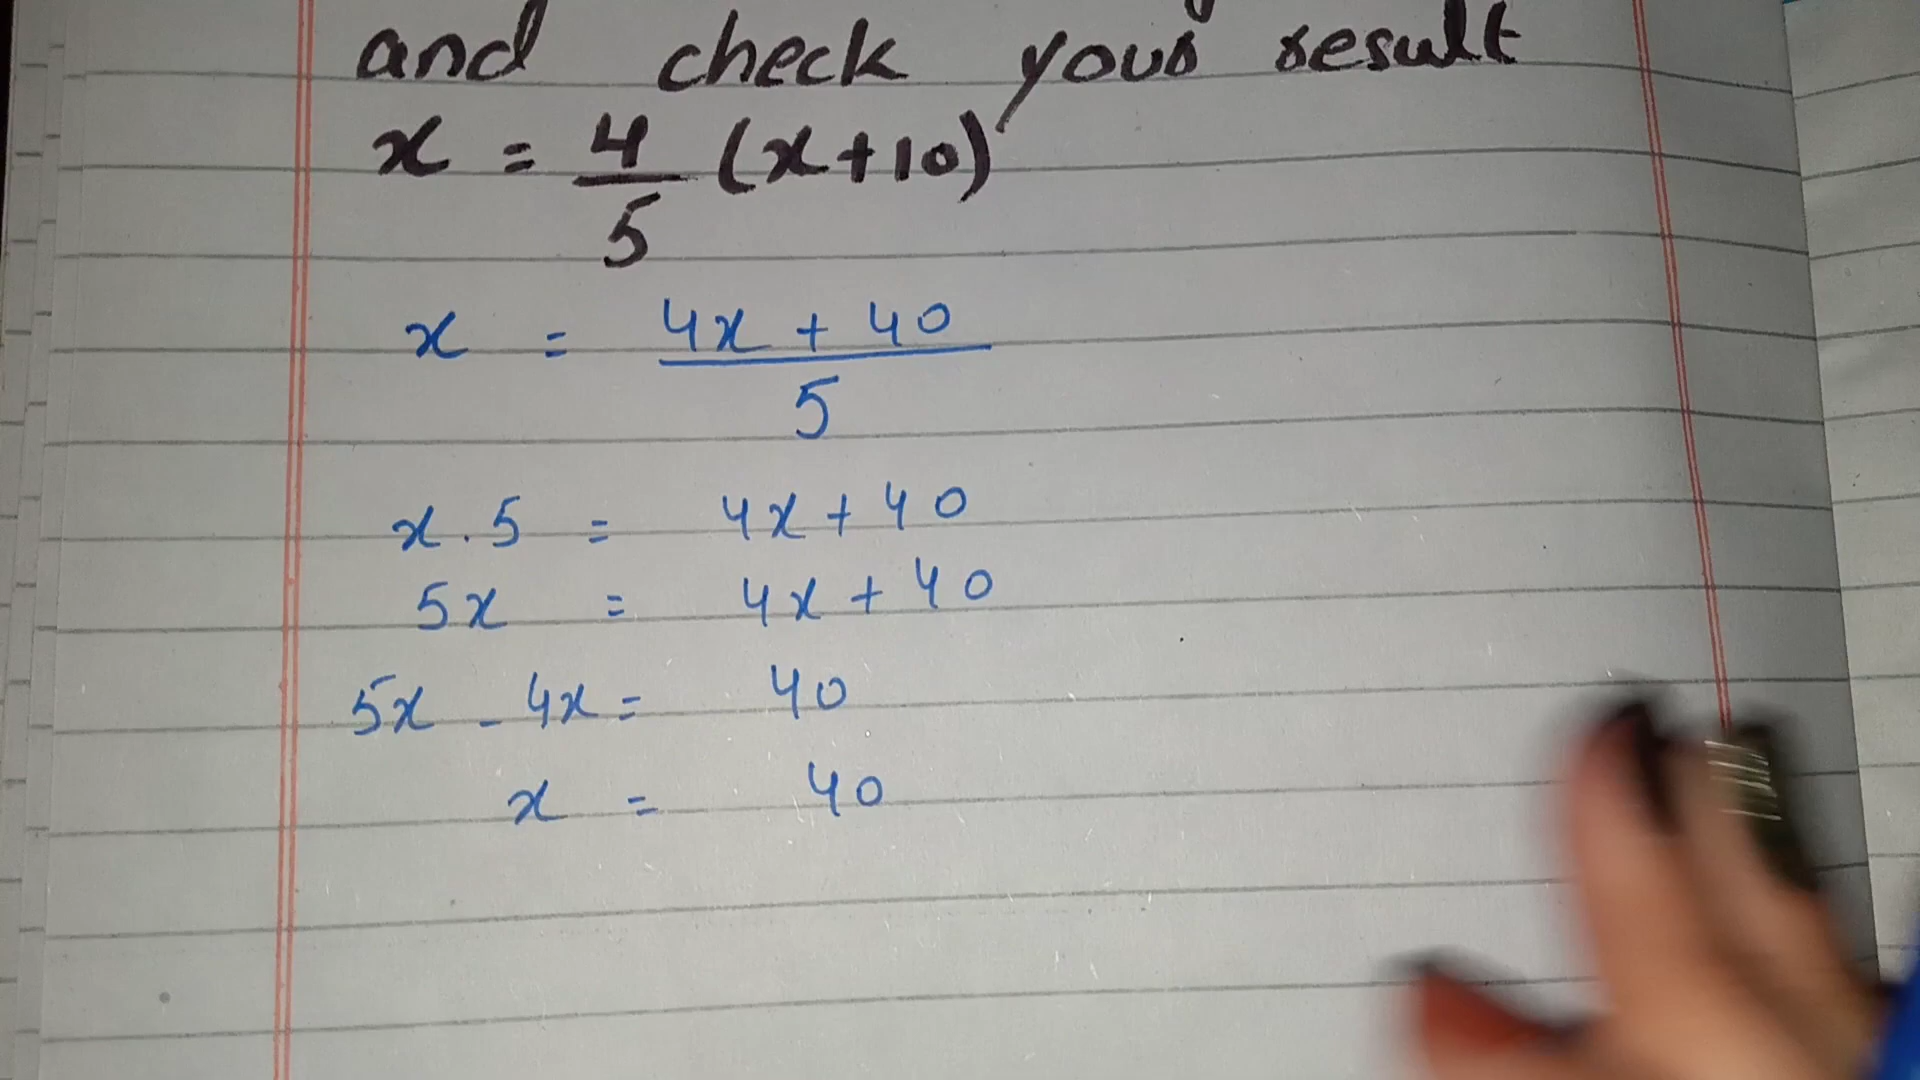 and check your result
x = 4/5 (x+10)
x = 4x + 40 / 5
x . 5 = 4x + 40
5x = 4x + 40
5x - 4x = 40
x = 40